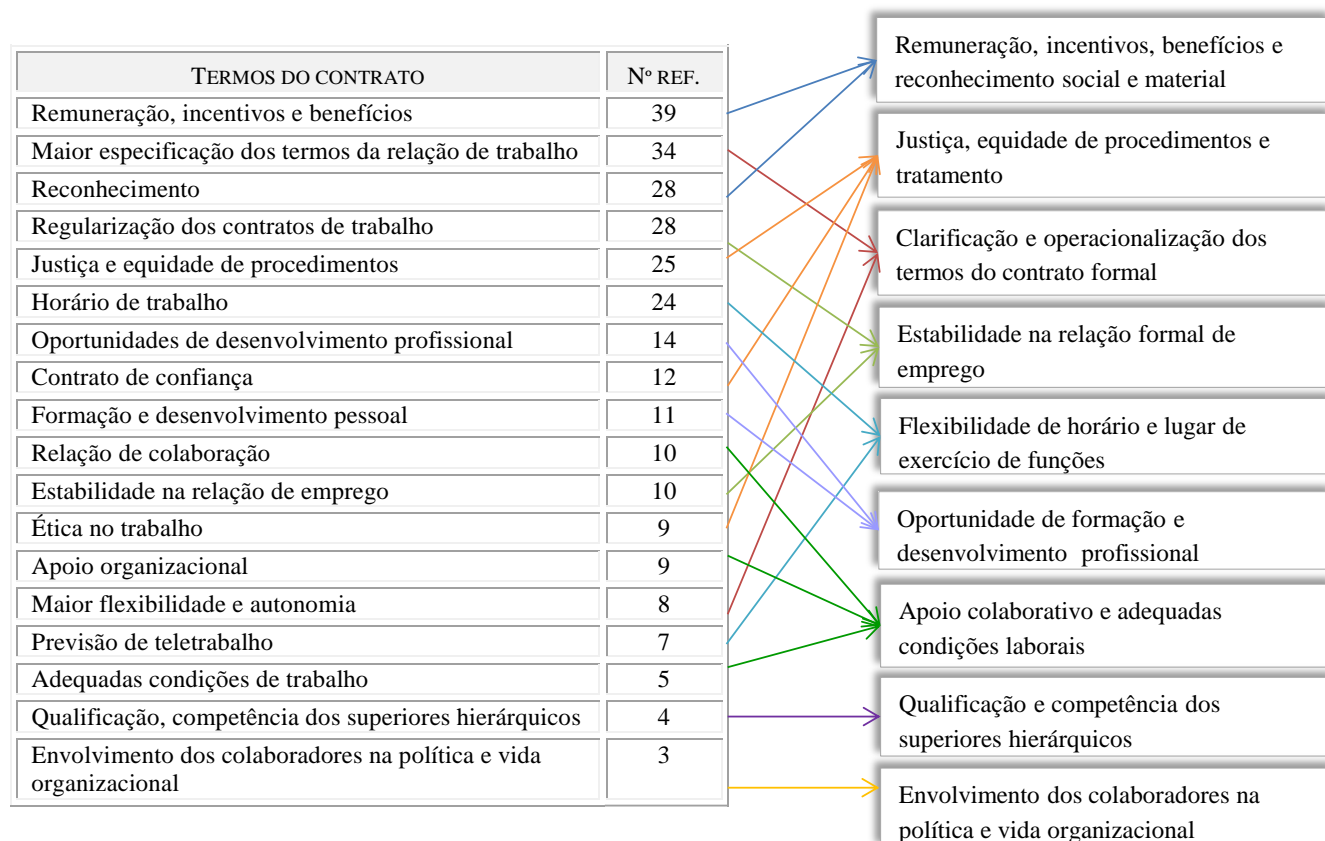 TERMOS DO CONTRATO Nº REF.
Remuneração, incentivos e benefícios 39
Maior especificação dos termos da relação de trabalho 34
Reconhecimento 28
Regularização dos contratos de trabalho 28
Justiça e equidade de procedimentos 25
Horário de trabalho 24
Oportunidades de desenvolvimento profissional 14
Contrato de confiança 12
Formação e desenvolvimento pessoal 11
Relação de colaboração 10
Estabilidade na relação de emprego 10
Ética no trabalho 9
Apoio organizacional 9
Maior flexibilidade e autonomia 8
Previsão de teletrabalho 7
Adequadas condições de trabalho 5
Qualificação, competência dos superiores hierárquicos 4
Envolvimento dos colaboradores na política e vida 3
organizacional
Remuneração, incentivos, benefícios e
reconhecimento social e material
Justiça, equidade de procedimentos e
tratamento
Clarificação e operacionalização dos
termos do contrato formal
Estabilidade na relação formal de
emprego
Flexibilidade de horário e lugar de
exercício de funções
Oportunidade de formação e
desenvolvimento profissional
Apoio colaborativo e adequadas
condições laborais
Qualificação e competência dos
superiores hierárquicos
Envolvimento dos colaboradores na
política e vida organizacional